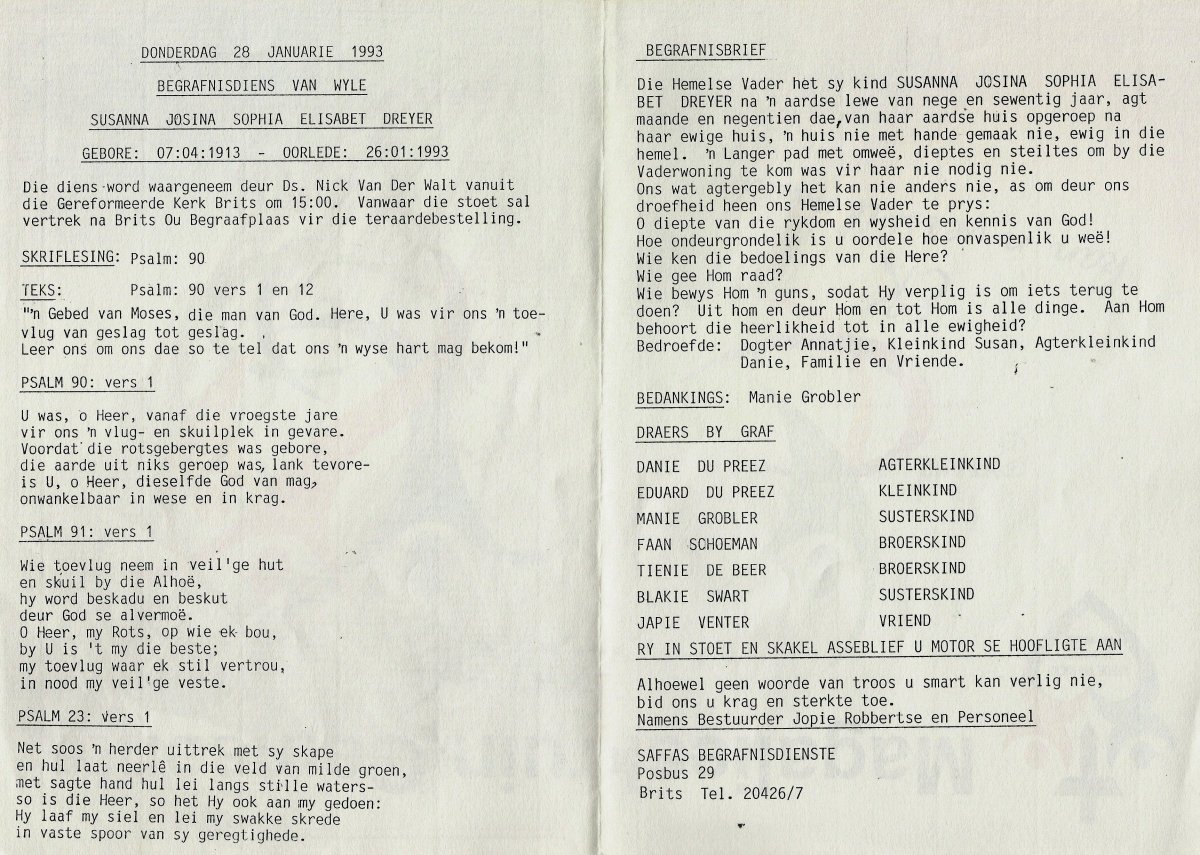 DONDERDAG 28 JANUARIE 1993
BEGRAFNISDIENS VAN WYLE
SUSANNA JOSINA SOPHIA ELISABET DREYER
GEBORE: 07:04:1913 - OORLEDE: 26:01:1993
Die diens word waargeneem deur Ds. Nick Van Der Walt vanuit
die Gereformeerde Kerk Brits om 15:00. Vanwaar die stoet sal
vertrek na Brits Ou Begraafplaas vir die teraardebestelling.
SKRIFLESING: Psalm: 90
TEKS: Psalm: 90 vers 1 en 12
"'n Gebed van Moses, die man van God. Here, U was vir ons 'n toe-
vlug van geslag tot geslag.
Leer ons om ons dae so te tel dat ons 'n wyse hart mag bekom!"
PSALM 90: vers 1
U was, o Heer, vanaf die vroegste jare
vir ons 'n vlug- en skuilplek in gevare.
Voordat die rotsgebergtes was gebore,
die aarde uit niks geroep was, lank tevore-
is U, o Heer, dieselfde God van mag,
onwankelbaar in wese en in krag.
PSALM 91: vers 1
Wie toevlug neem in veil'ge hut
en skuil by die Alhoë,
hy word beskadu en beskut
deur God se alvermoë.
O Heer, my Rots, op wie ek bou,
by U is 't my die beste;
my toevlug waar ek stil vertrou,
in nood my veil'ge veste.
PSALM 23: vers 1
Net soos 'n herder uittrek met sy skape
en hul laat neerlê in die veld van milde groen,
met sagte hand hul lei langs stille waters-
so is die Heer, so het Hy ook aan my gedoen:
Hy laaf my siel en lei my swakke skrede
in vaste spoor van sy geregtighede.
BEGRAFNISBRIEF
Die Hemelse Vader het sy kind SUSANNA JOSINA SOPHIA ELISA-
BET DREYER na 'n aardse lewe van nege en sewentig jaar, agt
maande en negentien dae, van haar aardse huis opgeroep na
haar ewige huis, 'n huis nie met hande gemaak nie, ewig in die
hemel. 'n Langer pad met omweë, dieptes en steiltes om by die
Vaderwoning te kom was vir haar nie nodig nie.
Ons wat agtergebly het kan nie anders nie, as om deur ons
droefheid heen ons Hemelse Vader te prys:
O diepte van die rykdom en wysheid en kennis van God!
Hoe ondeurgrondelik is u oordele hoe onvaspenlik u weë!
Wie ken die bedoelings van die Here?
Wie gee Hom raad?
Wie bewys Hom 'n guns, sodat Hy verplig is om iets terug te
doen? Uit hom en deur Hom en tot Hom is alle dinge. Aan Hom
behoort die heerlikheid tot in alle ewigheid?
Bedroefde: Dogter Annatjie, Kleinkind Susan, Agterkleinkind
Danie, Familie en Vriende.
BEDANKINGS: Manie Grobler
DRAERS BY GRAF
DANIE DU PREEZ AGTERKLEINKIND
EDUARD DU PREEZ KLEINKIND
MANIE GROBLER SUSTERSKIND
FAAN SCHOEMAN BROERSKIND
TIENIE DE BEER BROERSKIND
BLAKIE SWART SUSTERSKIND
JAPIE VENTER VRIEND
RY IN STOET EN SKAKEL ASSEBLIEF U MOTOR SE HOOFLIGTE AAN
Alhoewel geen woorde van troos u smart kan verlig nie,
bid ons u krag en sterkte toe.
Namens Bestuurder Jopie Robbertse en Personeel
SAFFAS BEGRAFNISDIENSTE
Posbus 29
Brits Tel. 20426/7